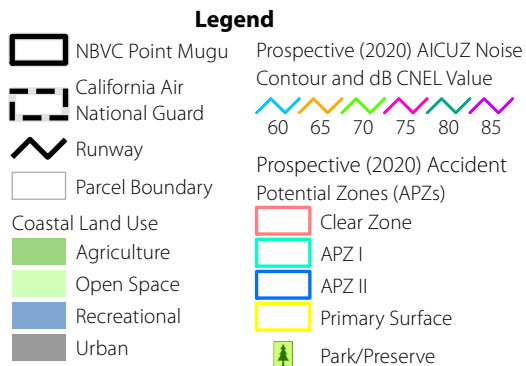 Legend
NBVC Point Mugu
California Air
National Guard
Runway
Parcel Boundary
Coastal Land Use
Agriculture
Open Space
Recreational
Urban
Prospective (2020) AICUZ Noise
Contour and dB CNEL Value
60 65 70 75 80 85
Prospective (2020) Accident
Potential Zones (APZs)
Clear Zone
APZ I
APZ II
Primary Surface
Park/Preserve